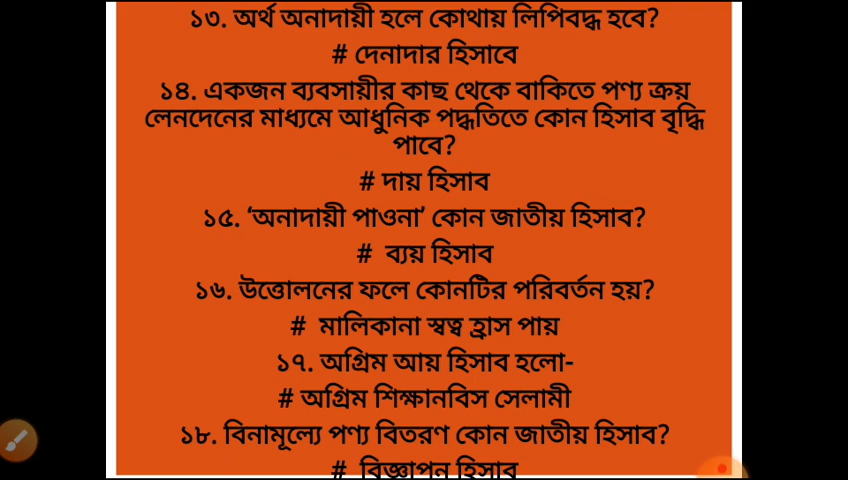 ১৩. অর্থ অনাদায়ী হলে কোথায় লিপিবদ্ধ হবে?
# দেনাদার হিসাবে
১৪. একজন ব্যবসায়ীর কাছ থেকে বাকিতে পণ্য ক্রয়
লেনদেনের মাধ্যমে আধুনিক পদ্ধতিতে কোন হিসাব বৃদ্ধি
পাবে?
# দায় হিসাব
১৫. ‘অনাদায়ী পাওনা’ কোন জাতীয় হিসাব?
# ব্যয় হিসাব
১৬. উত্তোলনের ফলে কোনটির পরিবর্তন হয়?
# মালিকানা স্বত্ব হ্রাস পায়
১৭. অগ্রিম আয় হিসাব হলো-
# অগ্রিম শিক্ষানবিস সেলামী
১৮. বিনামূল্যে পণ্য বিতরণ কোন জাতীয় হিসাব?
# বিজ্ঞাপন হিসাব